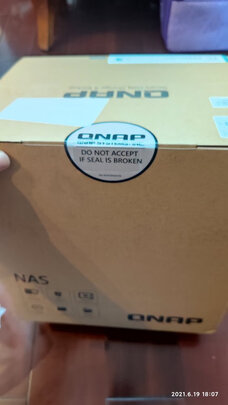 QNAP
QNAP
DO NOT ACCEPT
IF SEAL IS BROKEN
NAS
QNAP
2021.6.19 18:07